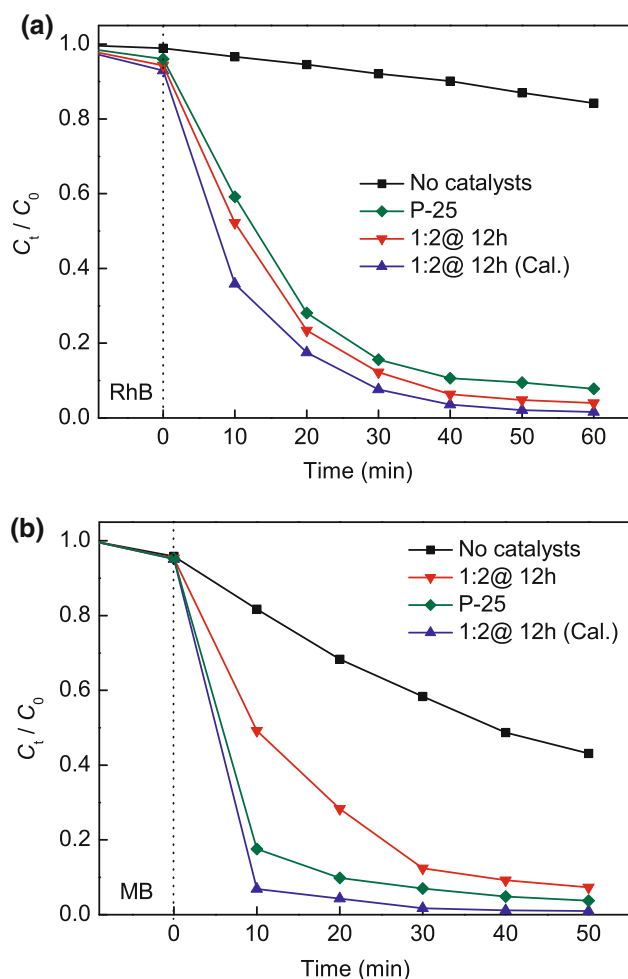 (a)
1.0
0.8
0.6
0.4
0.2
0.0
Ct / C0
No catalysts
P-25
1:2@ 12h
1:2@ 12h (Cal.)
RhB
0 10 20 30 40 50 60
Time (min)
(b)
1.0
0.8
0.6
0.4
0.2
0.0
Ct / C0
No catalysts
1:2@ 12h
P-25
1:2@ 12h (Cal.)
MB
0 10 20 30 40 50
Time (min)